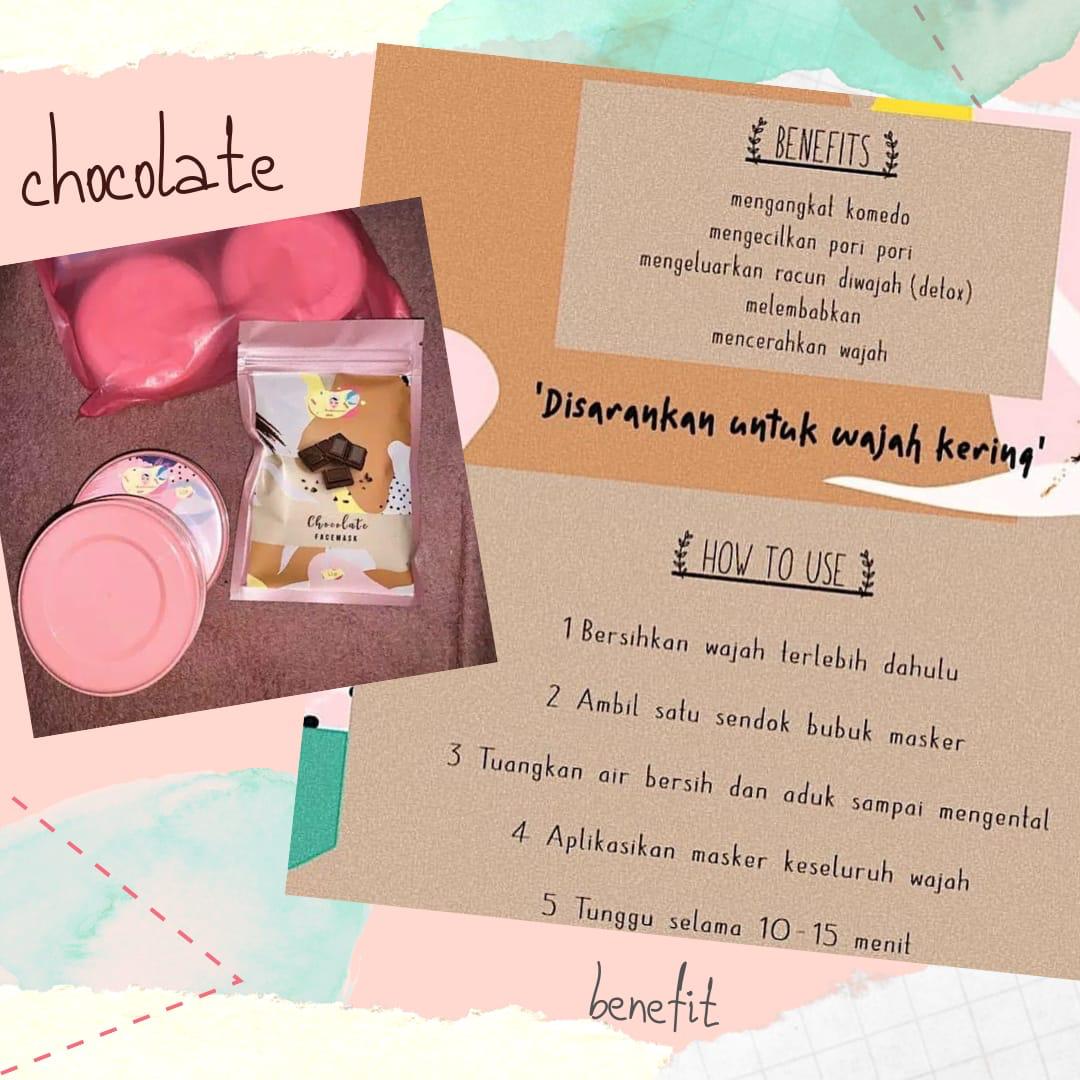 chocolate
Chocolate
FACEMASK
BENEFITS
mengangkat komedo
mengecilkan pori pori
mengeluarkan racun diwajah (detox)
melembabkan
mencerahkan wajah
'Disarankan untuk wajah kering'
HOW TO USE
1 Bersihkan wajah terlebih dahulu
2 Ambil satu sendok bubuk masker
3 Tuangkan air bersih dan aduk sampai mengental
4 Aplikasikan masker keseluruh wajah
5 Tunggu selama 10-15 menit
benefit